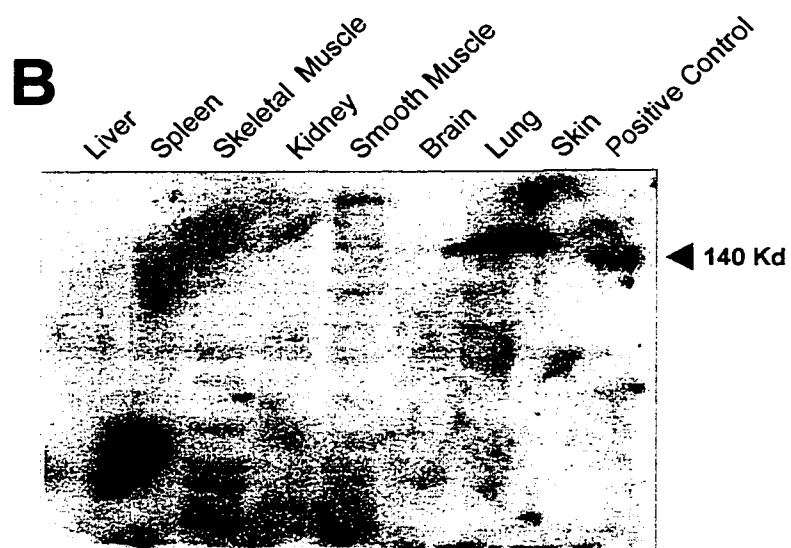 B
Liver
Spleen
Skeletal Muscle
Kidney
Smooth Muscle
Brain
Lung
Skin
Positive Control
140 Kd